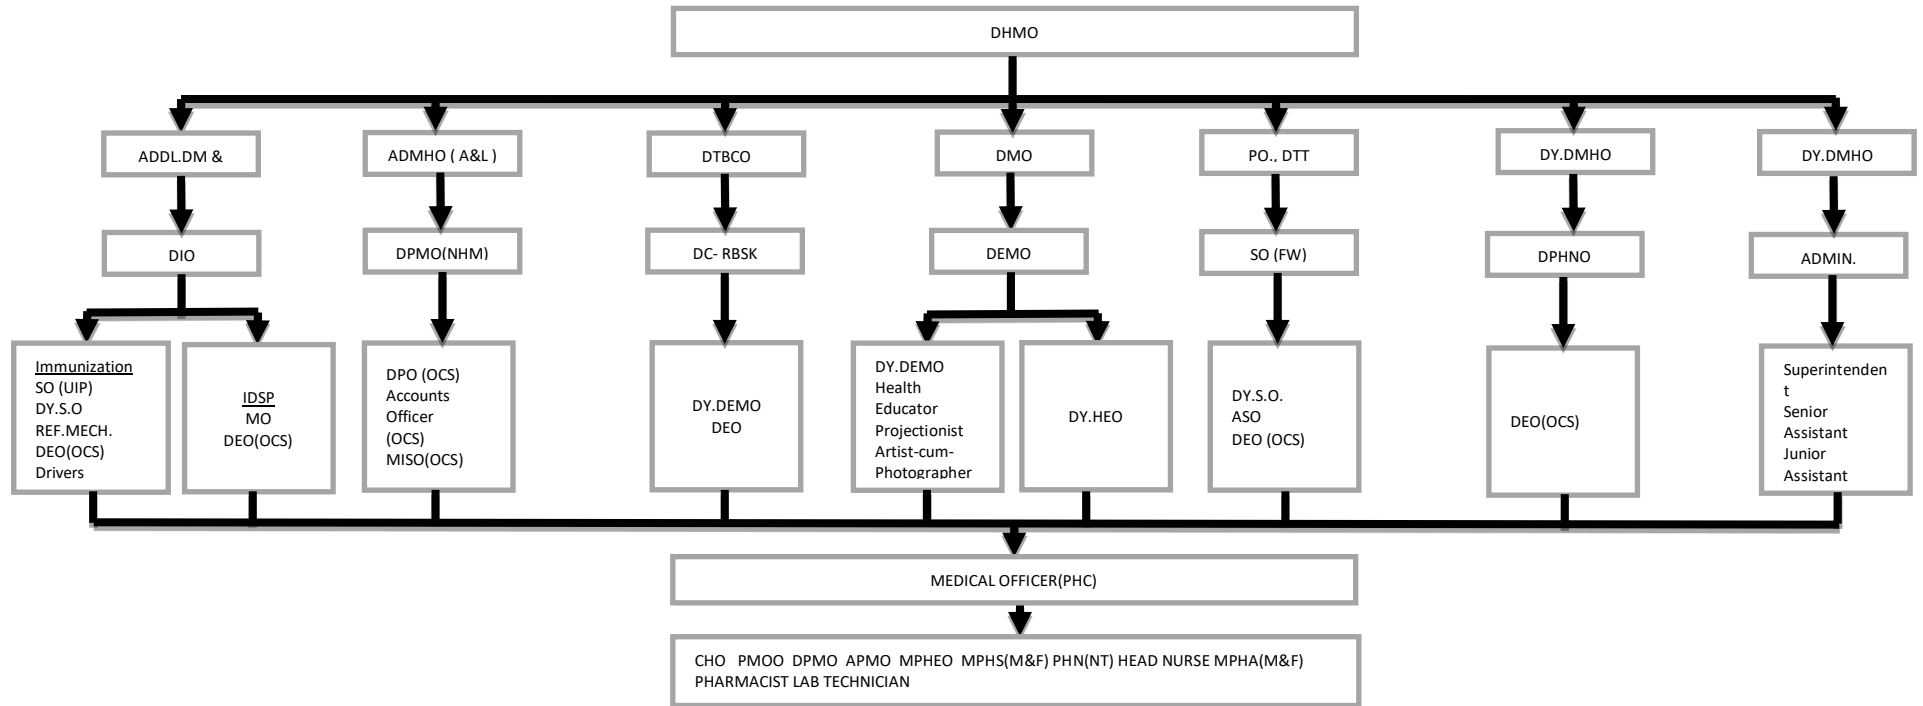 DHMO
ADDL.DM &
ADMHO ( A&L )
DTBCO
DMO
PO., DTT
DY.DMHO
DY.DMHO
DIO
DPMO(NHM)
DC- RBSK
DEMO
SO (FW)
DPHNO
ADMIN.
Immunization
SO (UIP)
DY.S.O
REF.MECH.
DEO(OCS)
Drivers
IDSP
MO
DEO(OCS)
DPO (OCS)
Accounts
Officer
(OCS)
MISO(OCS)
DY.DEMO
DEO
DY.DEMO
Health
Educator
Projectionist
Artist-cum-
Photographer
DY.HEO
DY.S.O.
ASO
DEO (OCS)
DEO(OCS)
Superintenden
t
Senior
Assistant
Junior
Assistant
MEDICAL OFFICER(PHC)
CHO PMOO DPMO APMO MPHEO MPHS(M&F) PHN(NT) HEAD NURSE MPHA(M&F)
PHARMACIST LAB TECHNICIAN